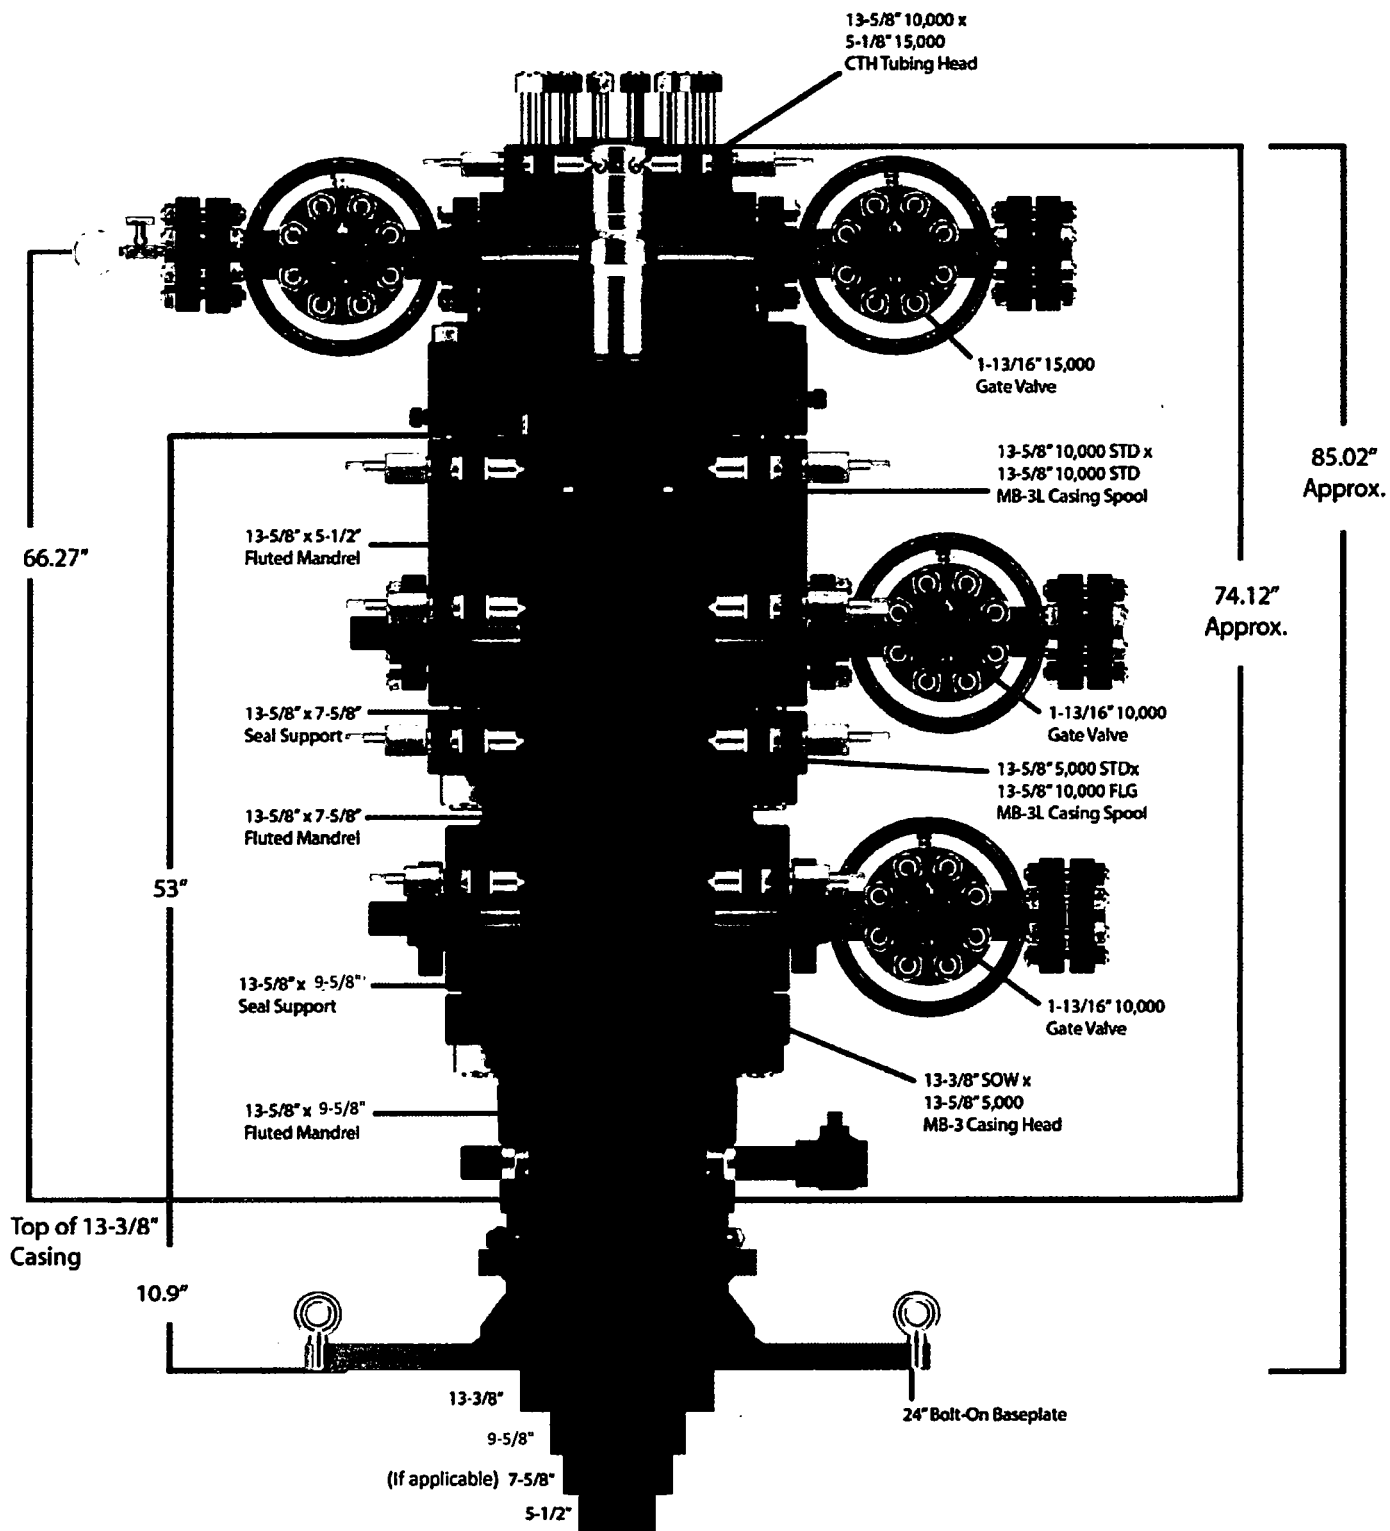 13-5/8" 10,000 x
5-1/8" 15,000
CTH Tubing Head
1-13/16" 15,000
Gate Valve
13-5/8" 10,000 STD x
13-5/8" 10,000 STD
MB-3L Casing Spool
85.02"
Approx.
66.27"
13-5/8" x 5-1/2"
Fluted Mandrel
74.12"
Approx.
13-5/8" x 7-5/8"
Seal Support
1-13/16" 10,000
Gate Valve
13-5/8" 5,000 STDx
13-5/8" 10,000 FLG
MB-3L Casing Spool
13-5/8" x 7-5/8"
Fluted Mandrel
53"
13-5/8" x 9-5/8"
Seal Support
1-13/16" 10,000
Gate Valve
13-3/8" SOW x
13-5/8" 5,000
MB-3 Casing Head
13-5/8" x 9-5/8"
Fluted Mandrel
Top of 13-3/8"
Casing
10.9"
13-3/8"
24" Bolt-On Baseplate
9-5/8"
(If applicable) 7-5/8"
5-1/2"